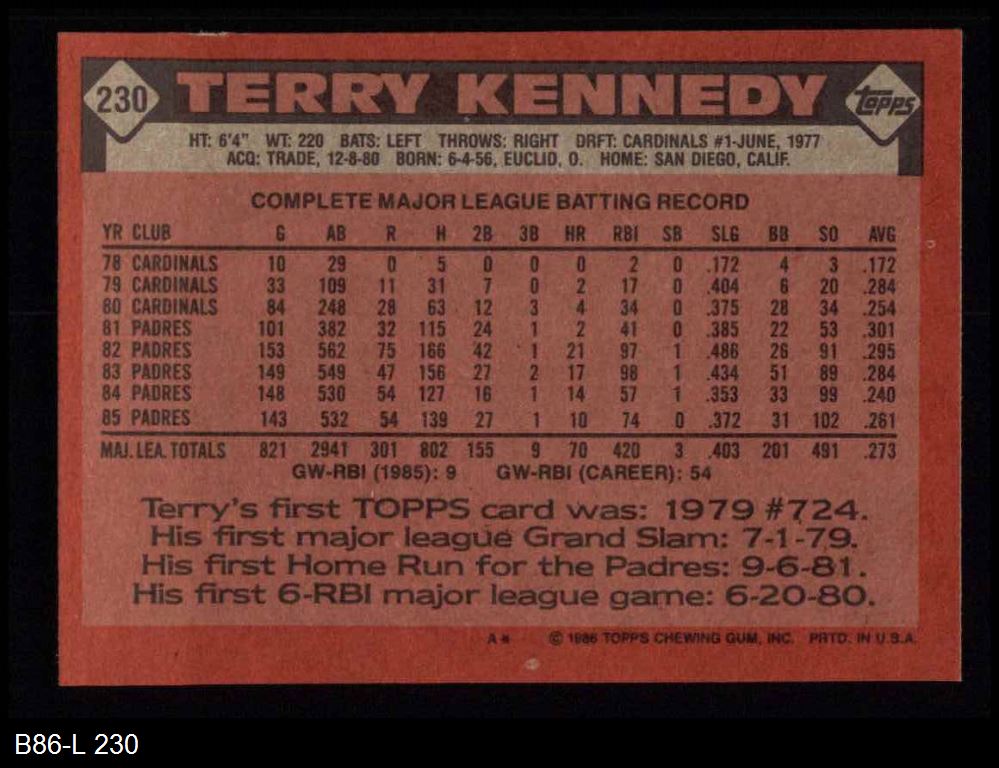 230 TERRY KENNEDY topps
HT: 6'4" WT: 220 BATS: LEFT THROWS: RIGHT DRFT: CARDINALS #1-JUNE, 1977
ACQ: TRADE, 12-8-80 BORN: 6-4-56, EUCLID, O. HOME: SAN DIEGO, CALIF.
COMPLETE MAJOR LEAGUE BATTING RECORD
YR CLUB G AB R H 2B 3B HR RBI SB SLG BB SO AVG
78 CARDINALS 10 29 0 5 0 0 0 2 0 .172 4 3 .172
79 CARDINALS 33 109 11 31 7 0 2 17 0 .404 6 20 .284
80 CARDINALS 84 248 28 63 12 3 4 34 0 .375 28 34 .254
81 PADRES 101 382 32 115 24 1 2 41 0 .385 22 53 .301
82 PADRES 153 562 75 166 42 1 21 97 1 .486 26 91 .295
83 PADRES 149 549 47 156 27 2 17 98 1 .434 51 89 .284
84 PADRES 148 530 54 127 16 1 14 57 1 .353 33 99 .240
85 PADRES 143 532 54 139 27 1 10 74 0 .372 31 102 .261
MAJ. LEA. TOTALS 821 2941 301 802 155 9 70 420 3 .403 201 491 .273
GW-RBI (1985): 9 GW-RBI (CAREER): 54
Terry's first TOPPS card was: 1979 #724.
His first major league Grand Slam: 7-1-79.
His first Home Run for the Padres: 9-6-81.
His first 6-RBI major league game: 6-20-80.
A* © 1986 TOPPS CHEWING GUM, INC. PRTD. IN U.S.A.
B86-L 230